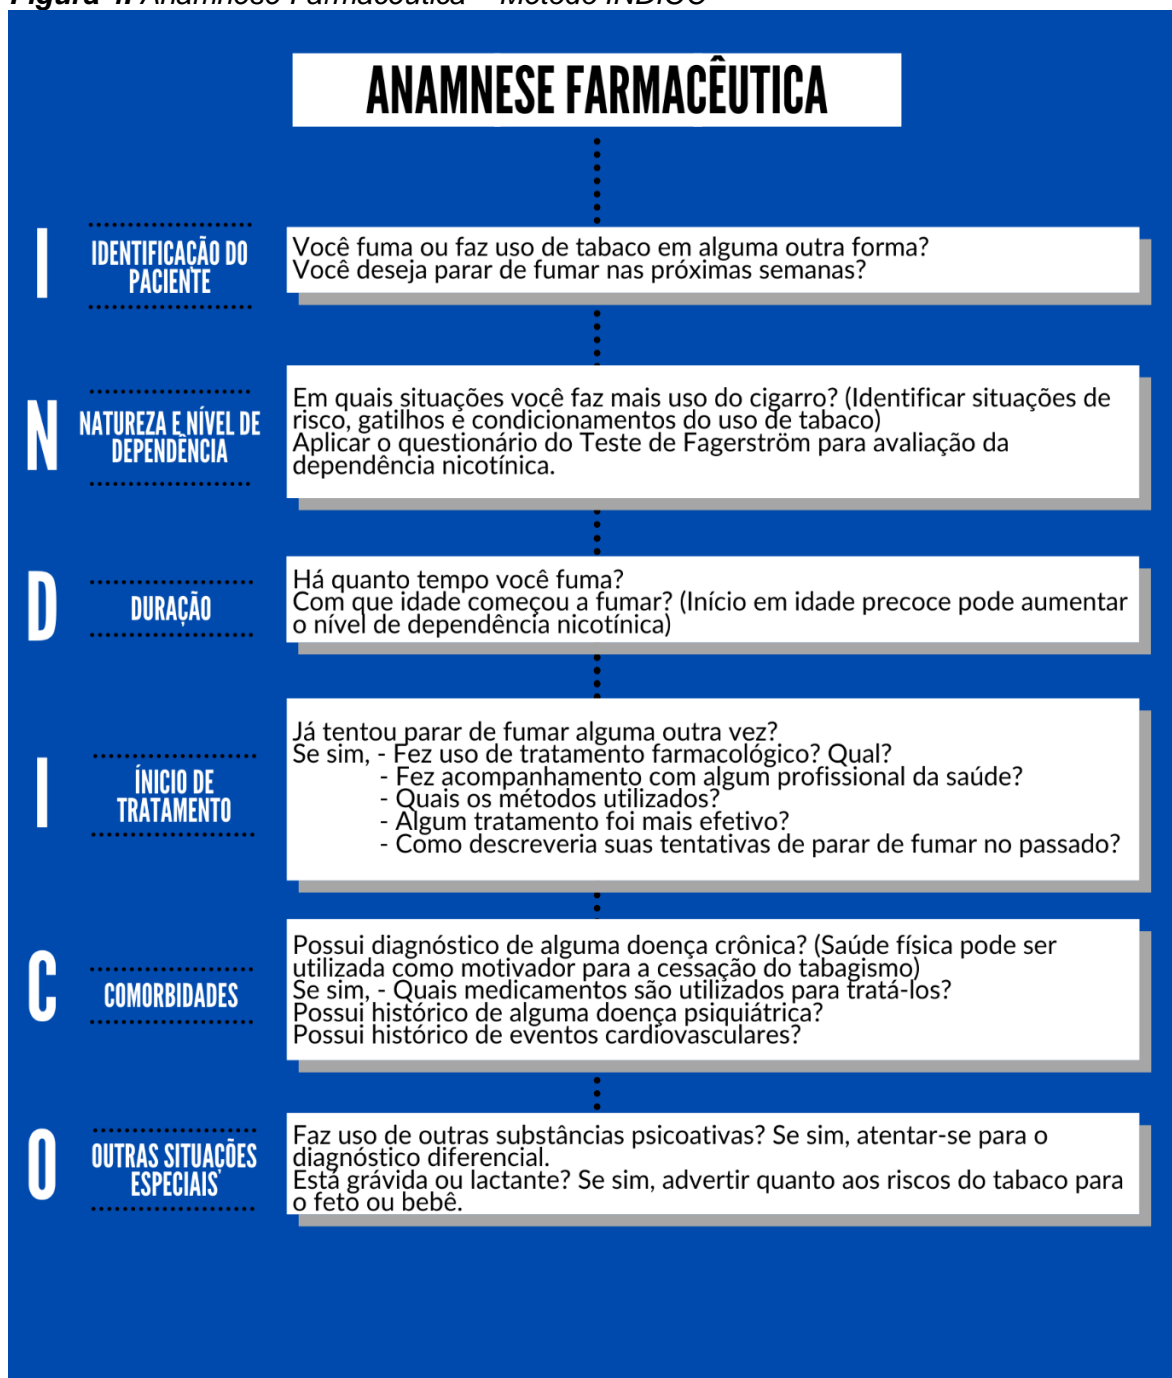 Figura 4. Anamnose Farmacêutica – Método INDICO
ANAMNESE FARMACÊUTICA
I
IDENTIFICAÇÃO DO
PACIENTE
Você fuma ou faz uso de tabaco em alguma outra forma?
Você deseja parar de fumar nas próximas semanas?
N
NATUREZA E NÍVEL DE
DEPENDÊNCIA
Em quais situações você faz mais uso do cigarro? (Identificar situações de
risco, gatilhos e condicionamentos do uso de tabaco)
Aplicar o questionário do Teste de Fagerström para avaliação da
dependência nicotínica.
D
DURAÇÃO
Há quanto tempo você fuma?
Com que idade começou a fumar? (Início em idade precoce pode aumentar
o nível de dependência nicotínica)
I
ÍNICIO DE
TRATAMENTO
Já tentou parar de fumar alguma outra vez?
Se sim, - Fez uso de tratamento farmacológico? Qual?
- Fez acompanhamento com algum profissional da saúde?
- Quais os métodos utilizados?
- Algum tratamento foi mais efetivo?
- Como descreveria suas tentativas de parar de fumar no passado?
C
COMORBIDADES
Possui diagnóstico de alguma doença crônica? (Saúde física pode ser
utilizada como motivador para a cessação do tabagismo)
Se sim, - Quais medicamentos são utilizados para tratá-los?
Possui histórico de alguma doença psiquiátrica?
Possui histórico de eventos cardiovasculares?
O
OUTRAS SITUAÇÕES
ESPECIAIS
Faz uso de outras substâncias psicoativas? Se sim, atentar-se para o
diagnóstico diferencial.
Está grávida ou lactante? Se sim, advertir quanto aos riscos do tabaco para
o feto ou bebê.